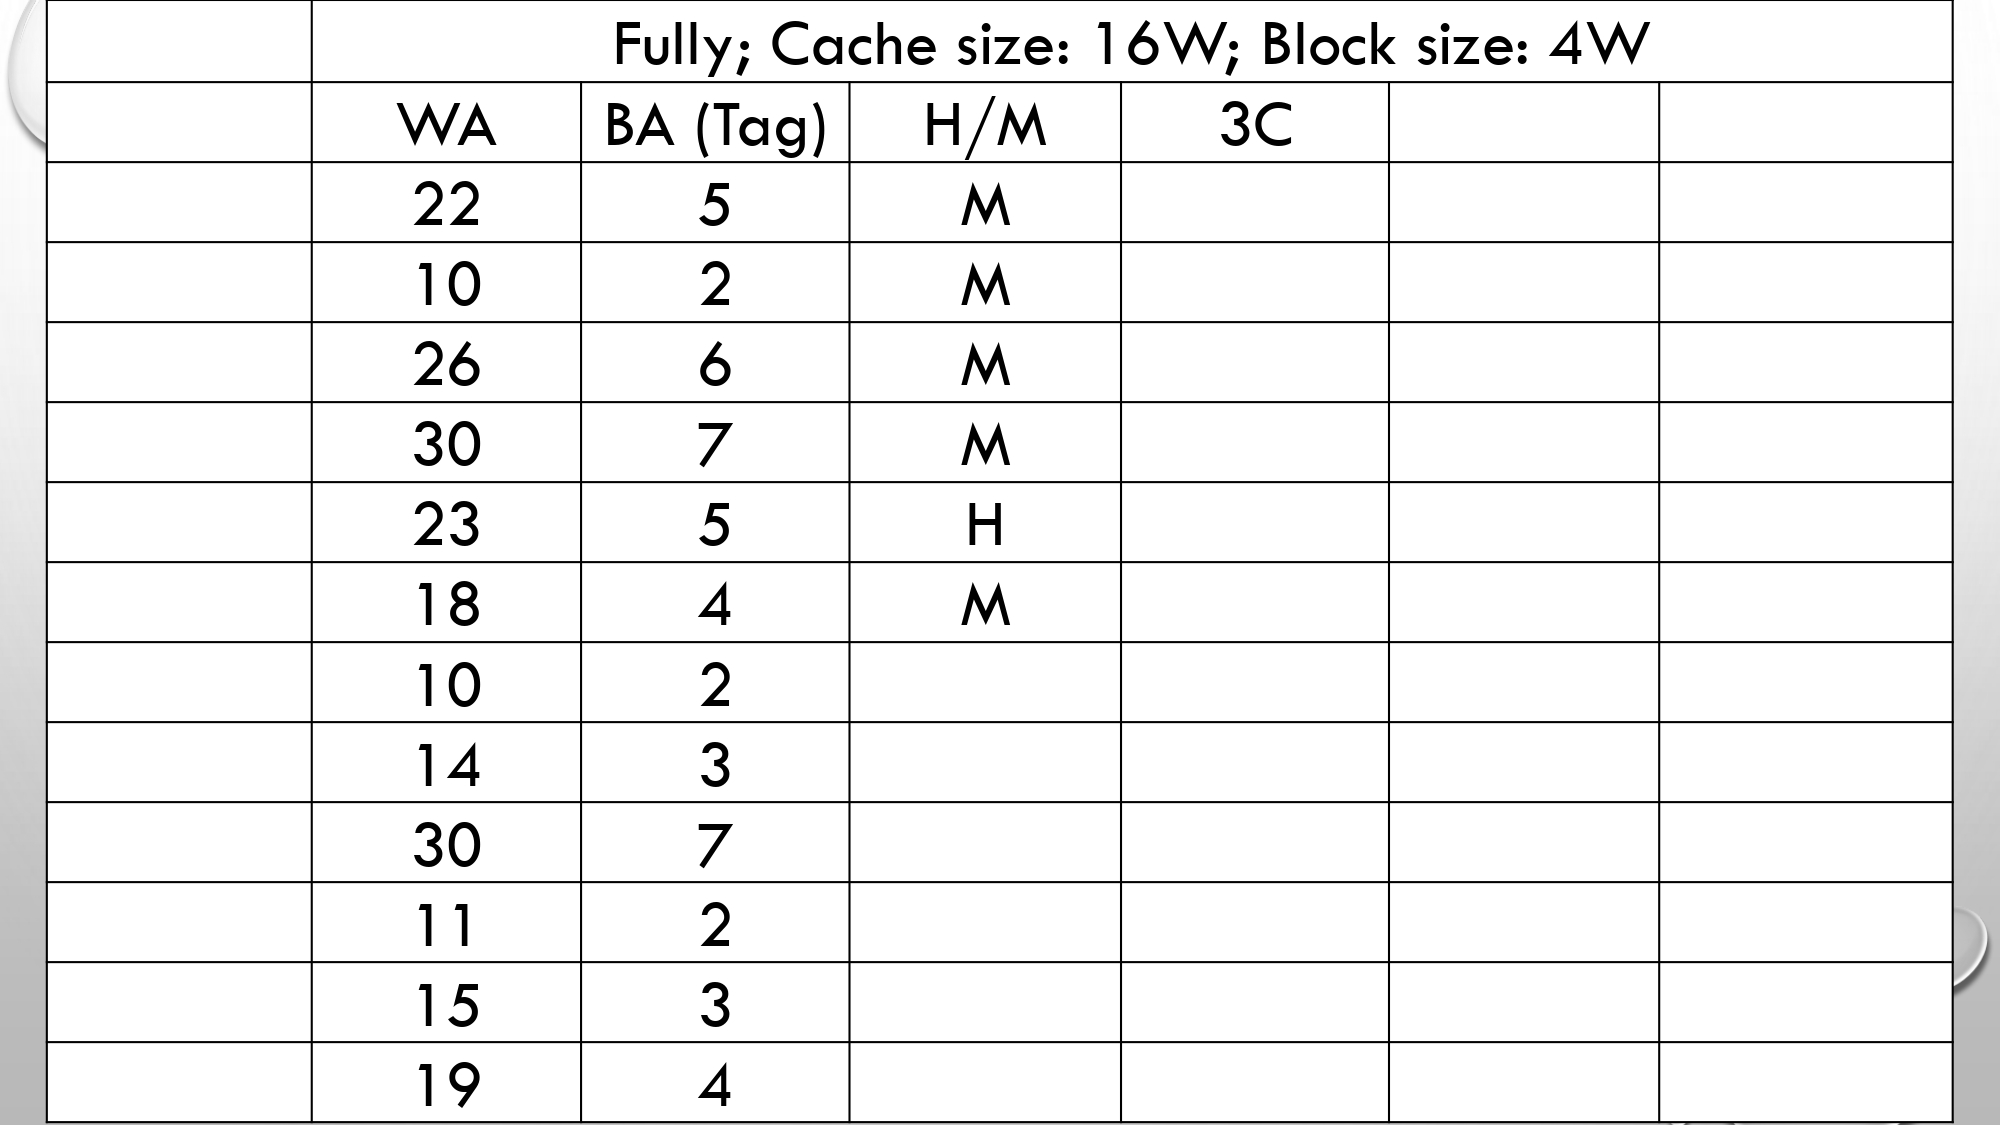 Fully; Cache size: 16W; Block size: 4W
WA BA (Tag) H/M 3C
22 5 M
10 2 M
26 6 M
30 7 M
23 5 H
18 4 M
10 2
14 3
30 7
11 2
15 3
19 4